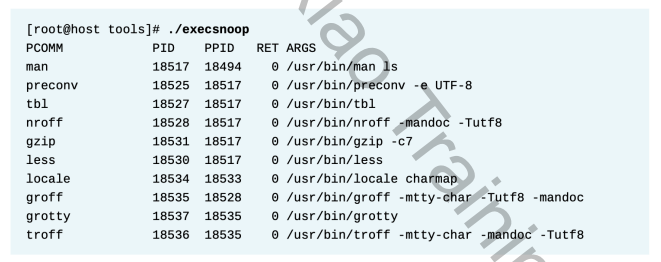 [root@host tools]# ./execsnoop
PCOMM PID PPID RET ARGS
man 18517 18494 0 /usr/bin/man ls
preconv 18525 18517 0 /usr/bin/preconv -e UTF-8
tbl 18527 18517 0 /usr/bin/tbl
nroff 18528 18517 0 /usr/bin/nroff -mandoc -Tutf8
gzip 18531 18517 0 /usr/bin/gzip -c7
less 18530 18517 0 /usr/bin/less
locale 18534 18533 0 /usr/bin/locale charmap
groff 18535 18528 0 /usr/bin/groff -mtty-char -Tutf8 -mandoc
grotty 18537 18535 0 /usr/bin/grotty
troff 18536 18535 0 /usr/bin/troff -mtty-char -mandoc -Tutf8